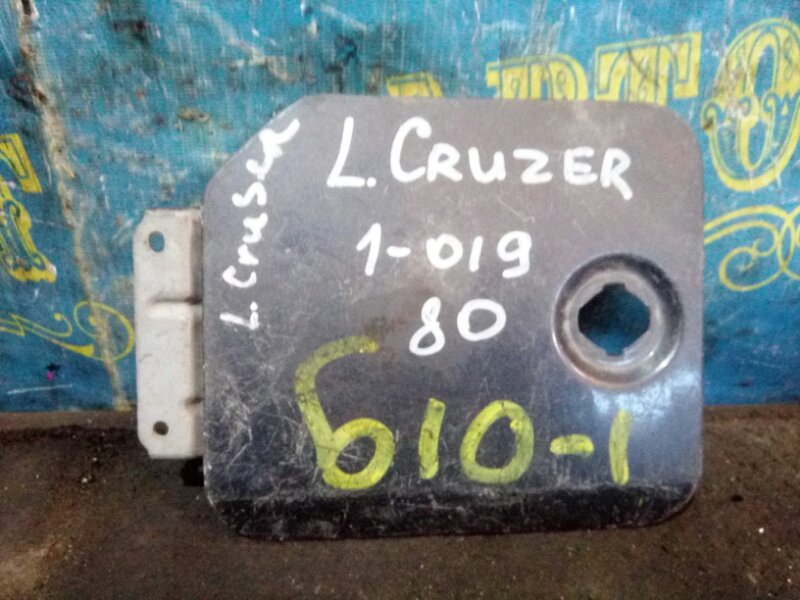 L. CRUZER
L. Cruser
1-019
80
610-1